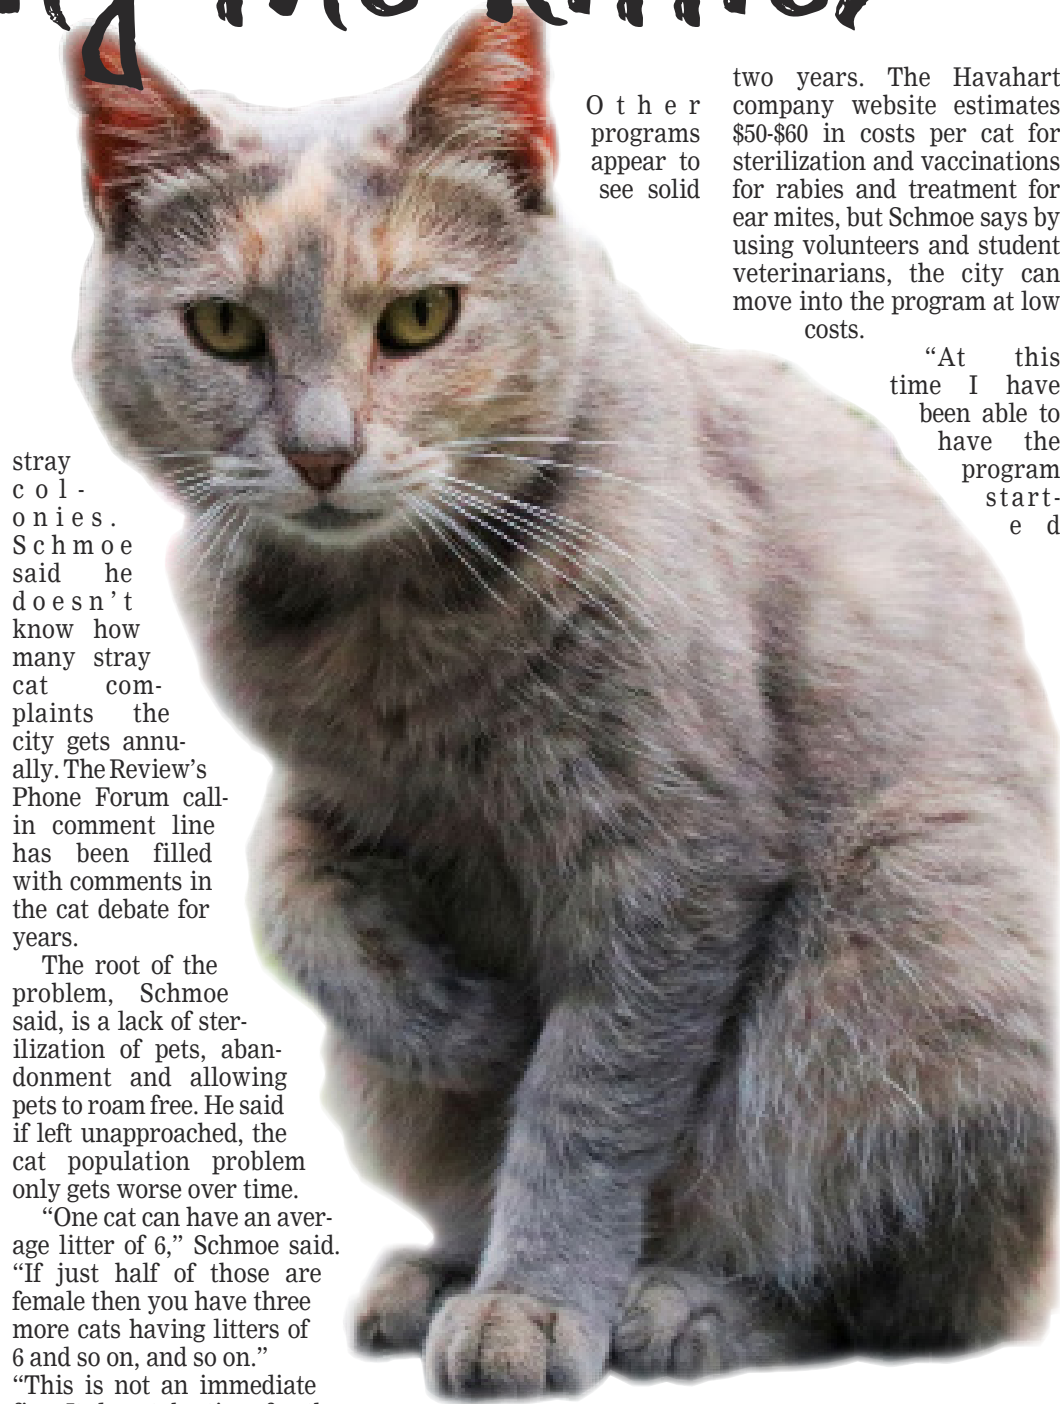 stray
col-
onies.
Schmoe
said he
doesn’t
know how
many stray
cat com-
plaints the
city gets annu-
ally. The Review’s
Phone Forum call-
in comment line
has been filled
with comments in
the cat debate for
years.
The root of the
problem, Schmoe
said, is a lack of ster-
ilization of pets, aban-
donment and allowing
pets to roam free. He said
if left unapproached, the
cat population problem
only gets worse over time.
“One cat can have an aver-
age litter of 6,” Schmoe said.
“If just half of those are
female then you have three
more cats having litters of
6 and so on, and so on.”
“This is not an immediate
Other
programs
appear to
see solid
two years. The Havahart
company website estimates
$50-$60 in costs per cat for
sterilization and vaccinations
for rabies and treatment for
ear mites, but Schmoe says by
using volunteers and student
veterinarians, the city can
move into the program at low
costs.
“At this
time I have
been able to
have the
program
start-
ed